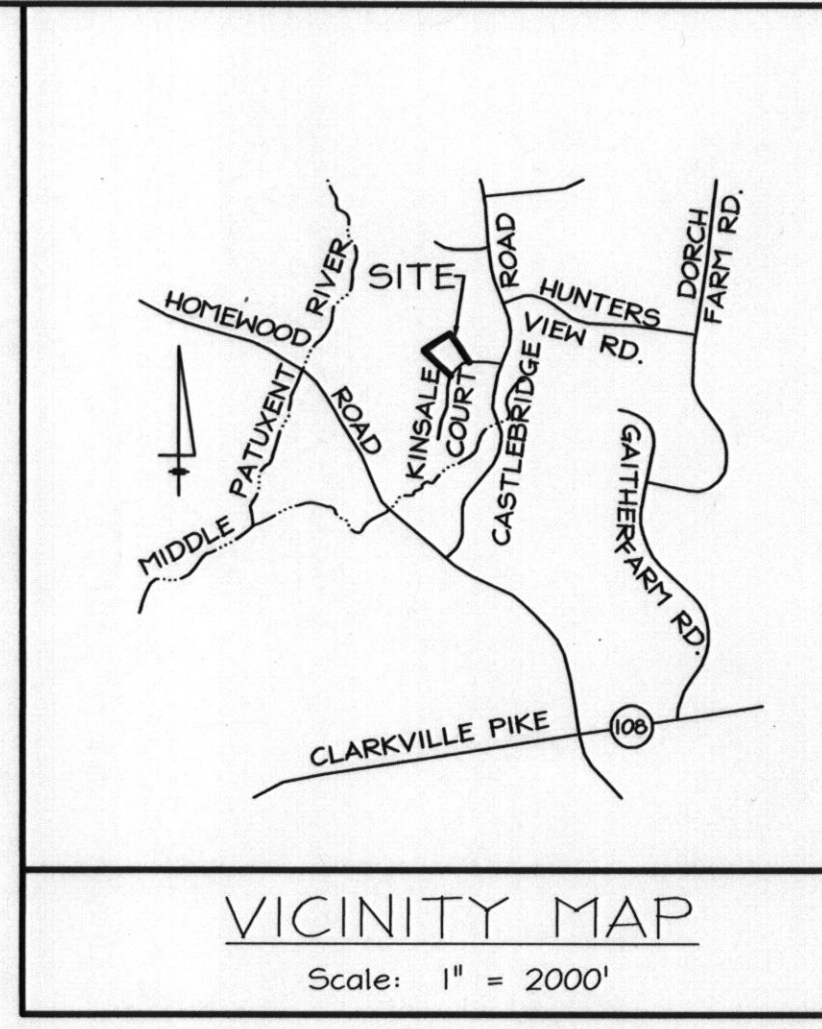 DORCH
FARM RD.
ROAD
RIVER
SITE
HUNTERS
VIEW RD.
HOMEWOOD
ROAD
PATUXENT
MIDDLE
KINSALE
COURT
CASTLEBRIDGE
GAITHER FARM RD.
CLARKVILLE PIKE
108
VICINITY MAP
Scale: 1" = 2000'